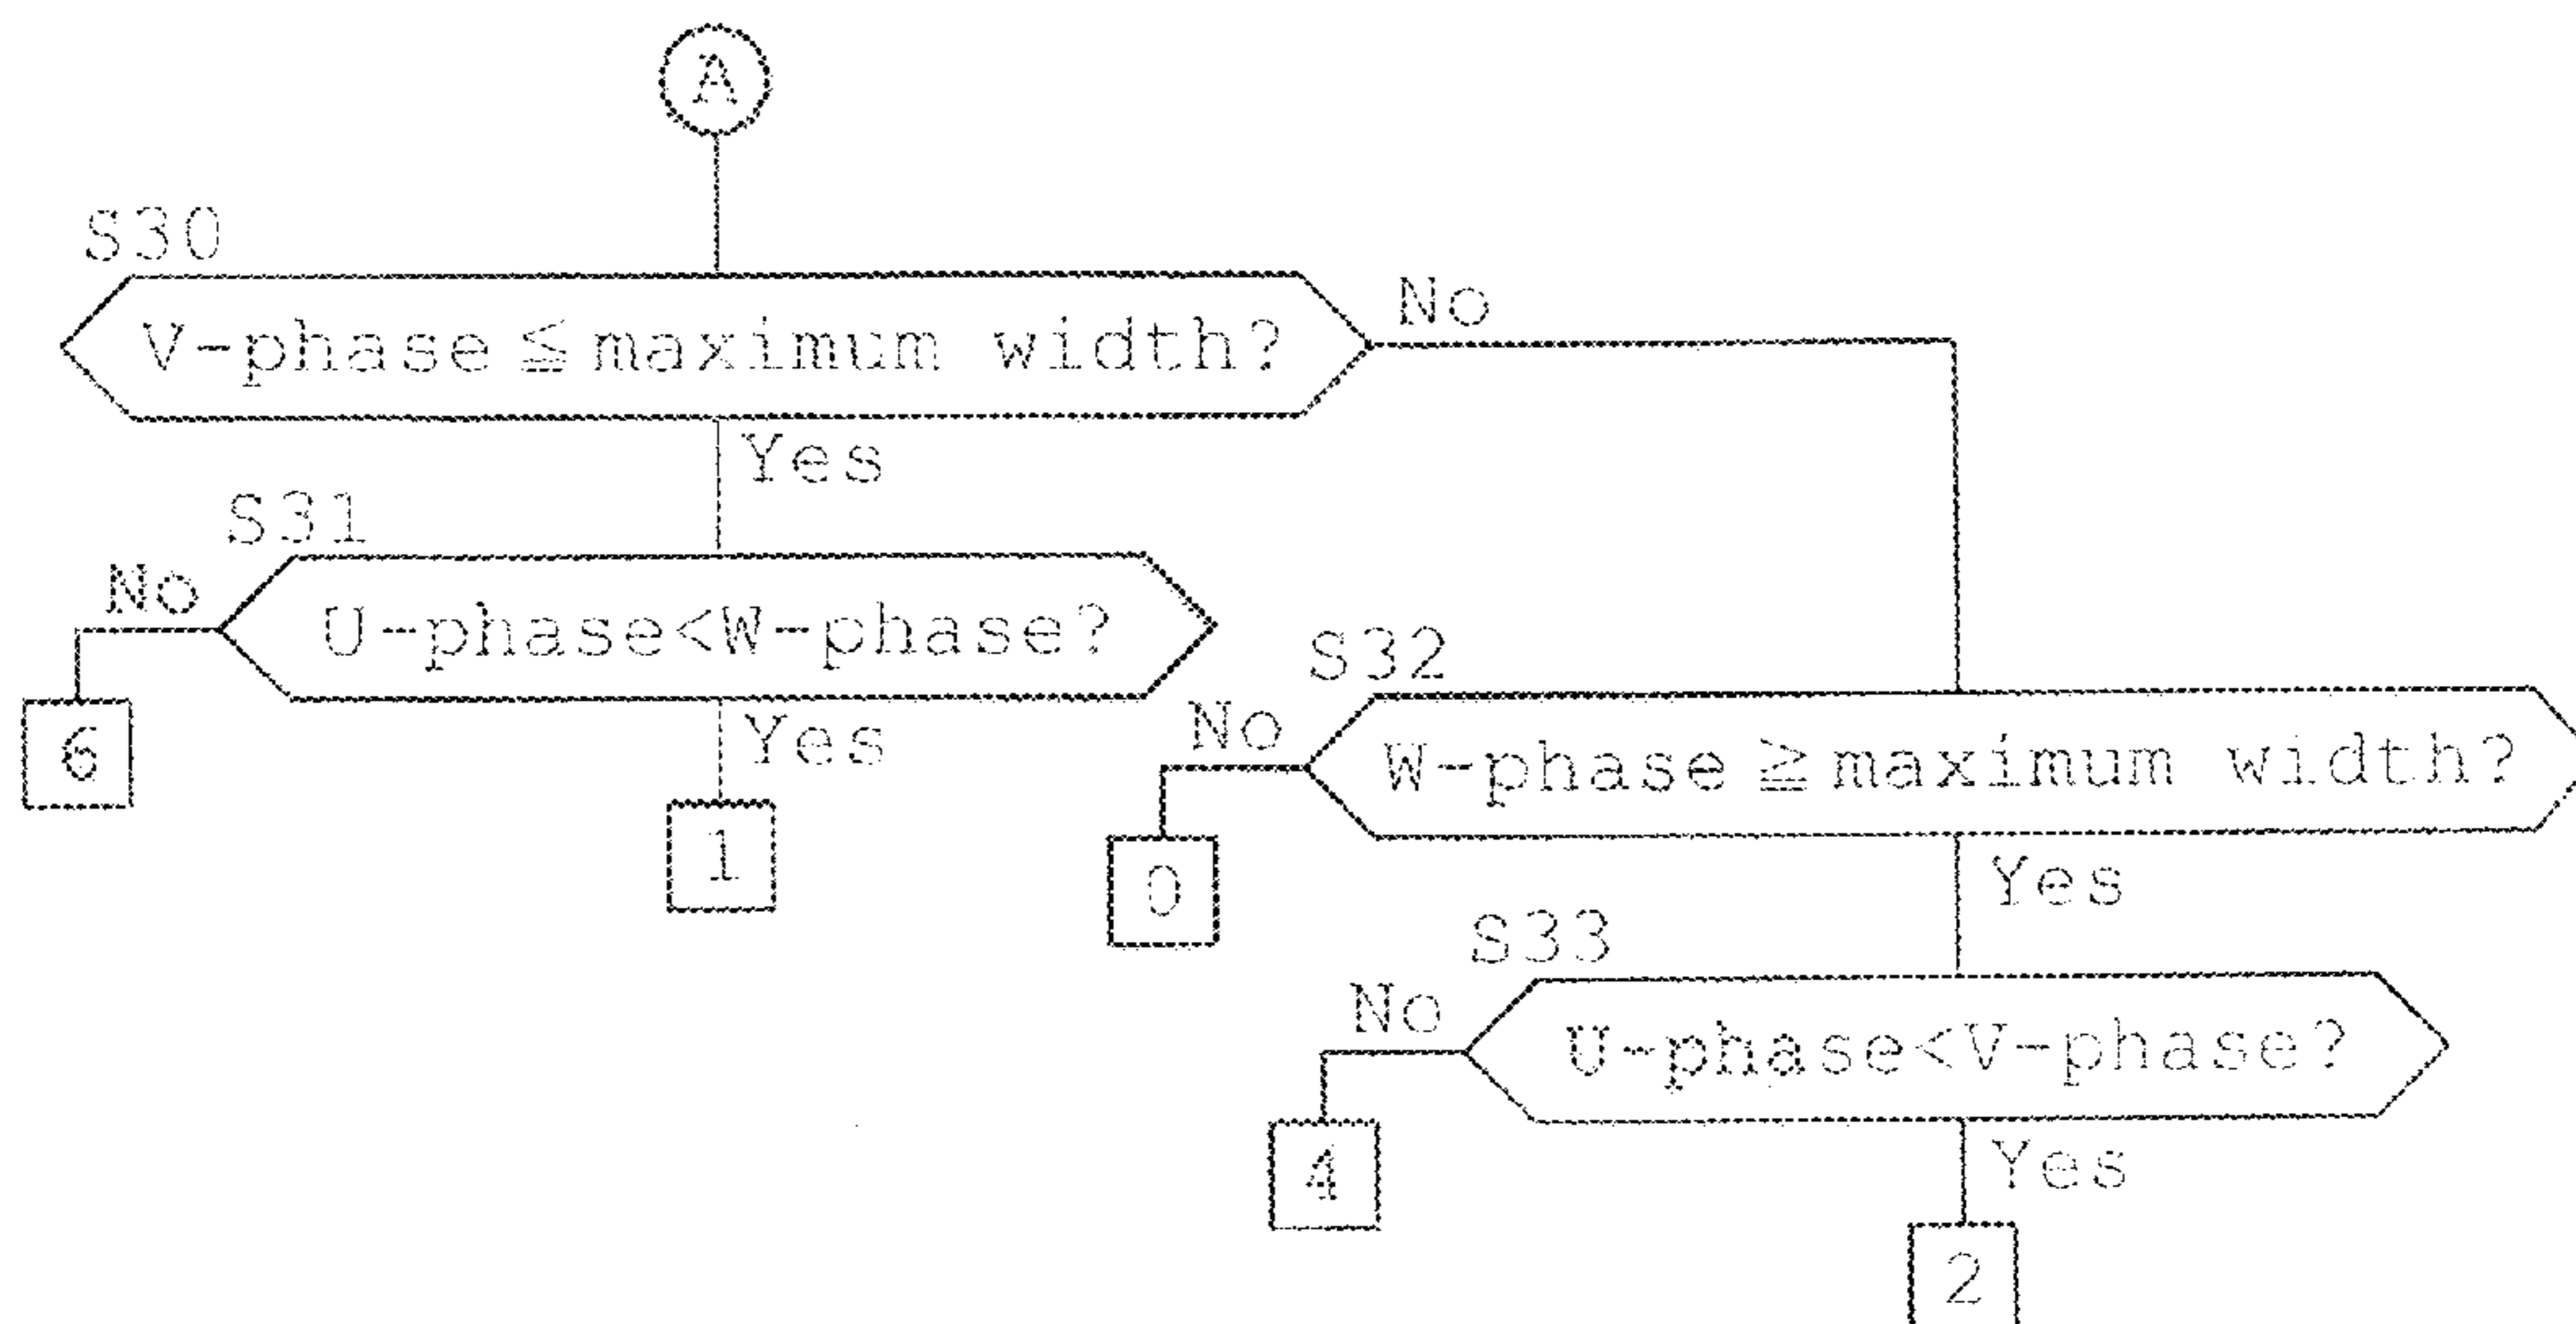 A
S30
V-phase≦maximum width?
No
Yes
S31
No
U-phase<W-phase?
6
Yes
1
S32
No
W-phase≧maximum width?
0
Yes
S33
No
U-phase<V-phase?
4
Yes
2